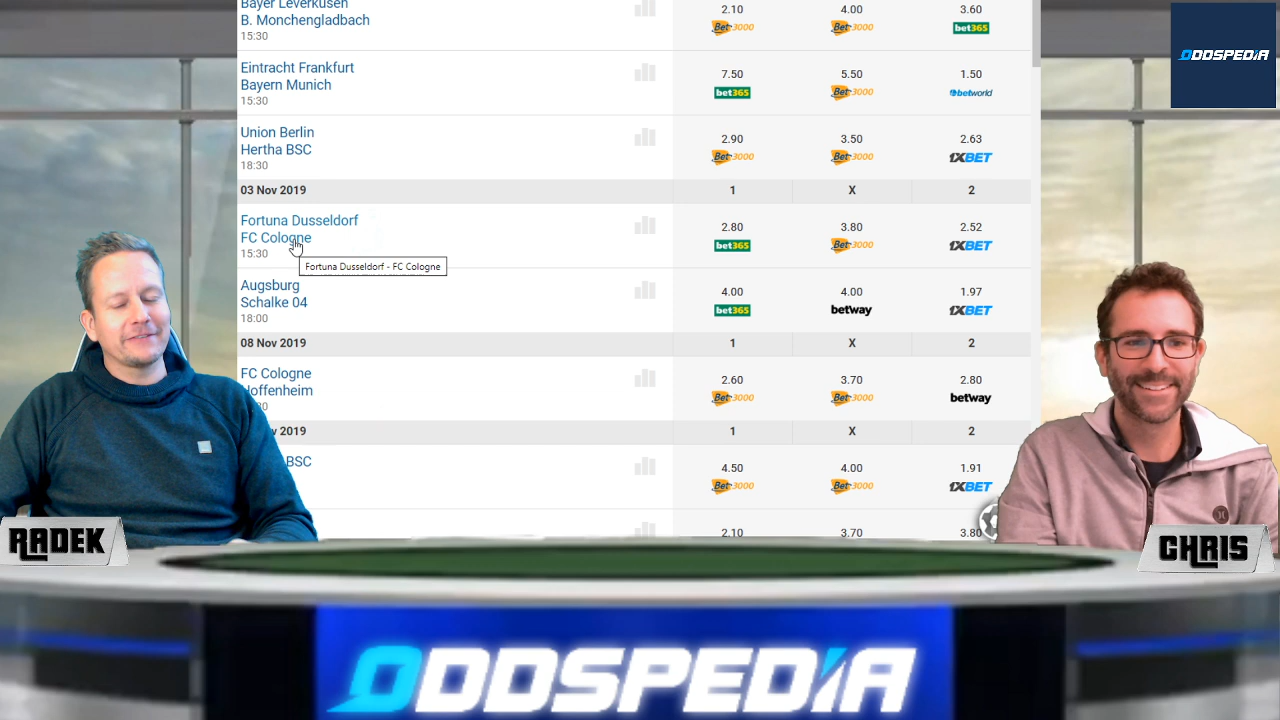 Bayer Leverkusen
B. Monchengladbach
15:30
2.10
Bet3000
4.00
Bet3000
3.60
bet365
ODDSPEDIA
Eintracht Frankfurt
Bayern Munich
15:30
7.50
bet365
5.50
Bet3000
1.50
betworld
Union Berlin
Hertha BSC
18:30
2.90
Bet3000
3.50
Bet3000
2.63
1XBET
03 Nov 2019 1 X 2
Fortuna Dusseldorf
FC Cologne
15:30
Fortuna Dusseldorf - FC Cologne
2.80
bet365
3.80
Bet3000
2.52
1XBET
Augsburg
Schalke 04
18:00
4.00
bet365
4.00
betway
1.97
1XBET
08 Nov 2019 1 X 2
FC Cologne
Hoffenheim
2.60
Bet3000
3.70
Bet3000
2.80
betway
2019 1 X 2
BSC
4.50
Bet3000
4.00
Bet3000
1.91
1XBET
2.10
3.70
3.80
RADEK
CHRIS
ODDSPEDIA